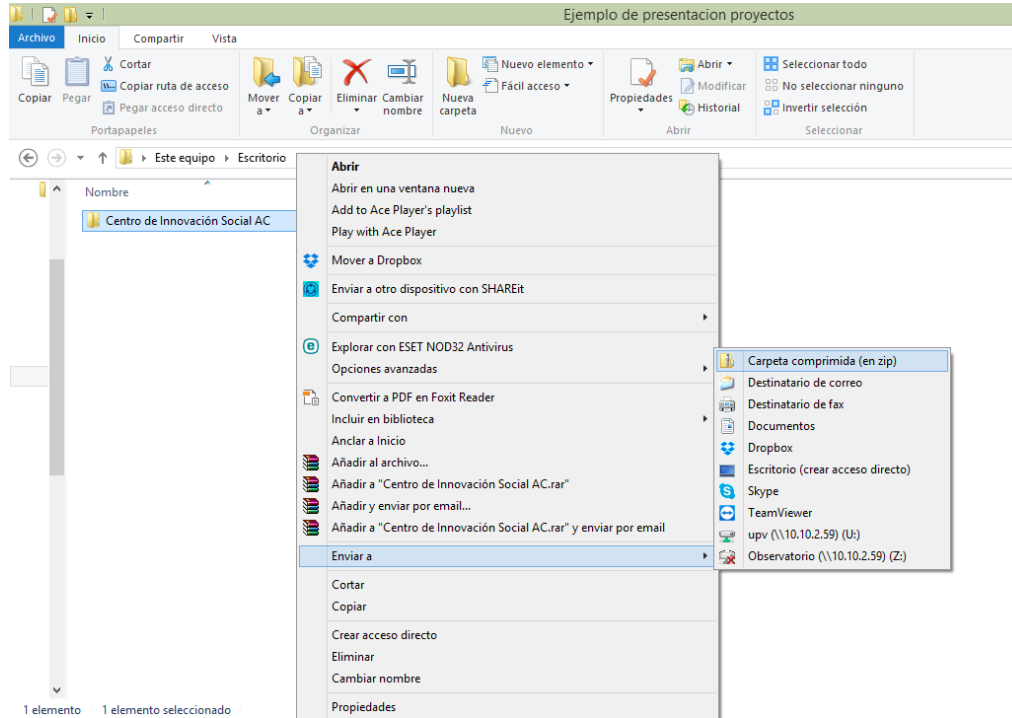 Ejemplo de presentacion proyectos
Archivo Inicio Compartir Vista
Copiar
Pegar
Cortar
Copiar ruta de acceso
Pegar acceso directo
Portapapeles
Mover a
Copiar a
Eliminar
Cambiar nombre
Organizar
Nueva carpeta
Nuevo elemento
Fácil acceso
Nuevo
Propiedades
Abrir
Modificar
Historial
Abrir
Seleccionar todo
No seleccionar ninguno
Invertir selección
Seleccionar
Este equipo Escritorio
Nombre
Centro de Innovación Social AC
Abrir
Abrir en una ventana nueva
Add to Ace Player's playlist
Play with Ace Player
Mover a Dropbox
Enviar a otro dispositivo con SHAREit
Compartir con
Explorar con ESET NOD32 Antivirus
Opciones avanzadas
Convertir a PDF en Foxit Reader
Incluir en biblioteca
Anclar a Inicio
Añadir al archivo...
Añadir a "Centro de Innovación Social AC.rar"
Añadir y enviar por email...
Añadir a "Centro de Innovación Social AC.rar" y enviar por email
Enviar a
Cortar
Copiar
Crear acceso directo
Eliminar
Cambiar nombre
Propiedades
Carpeta comprimida (en zip)
Destinatario de correo
Destinatario de fax
Documentos
Dropbox
Escritorio (crear acceso directo)
Skype
TeamViewer
upv (\\10.10.2.59) (U:)
Observatorio (\\10.10.2.59) (Z:)
1 elemento 1 elemento seleccionado